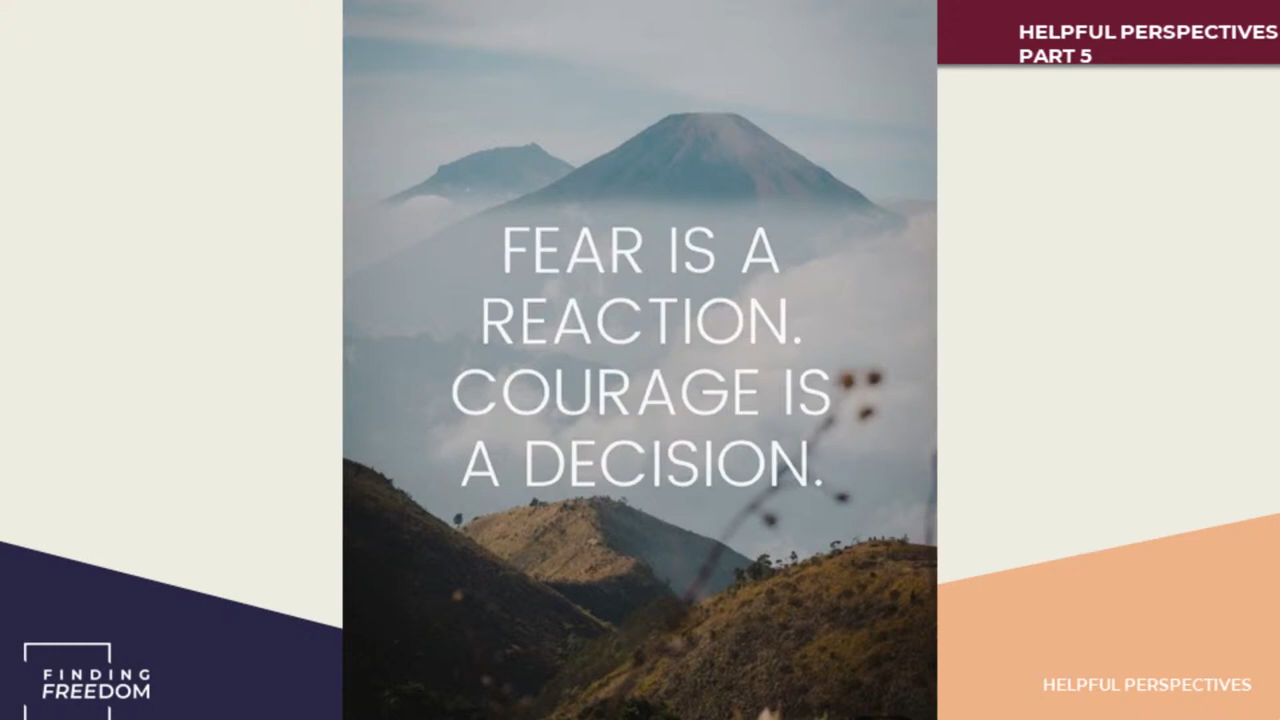 HELPFUL PERSPECTIVES
PART 5
FEAR IS A
REACTION.
COURAGE IS
A DECISION.
FINDING
FREEDOM
HELPFUL PERSPECTIVES